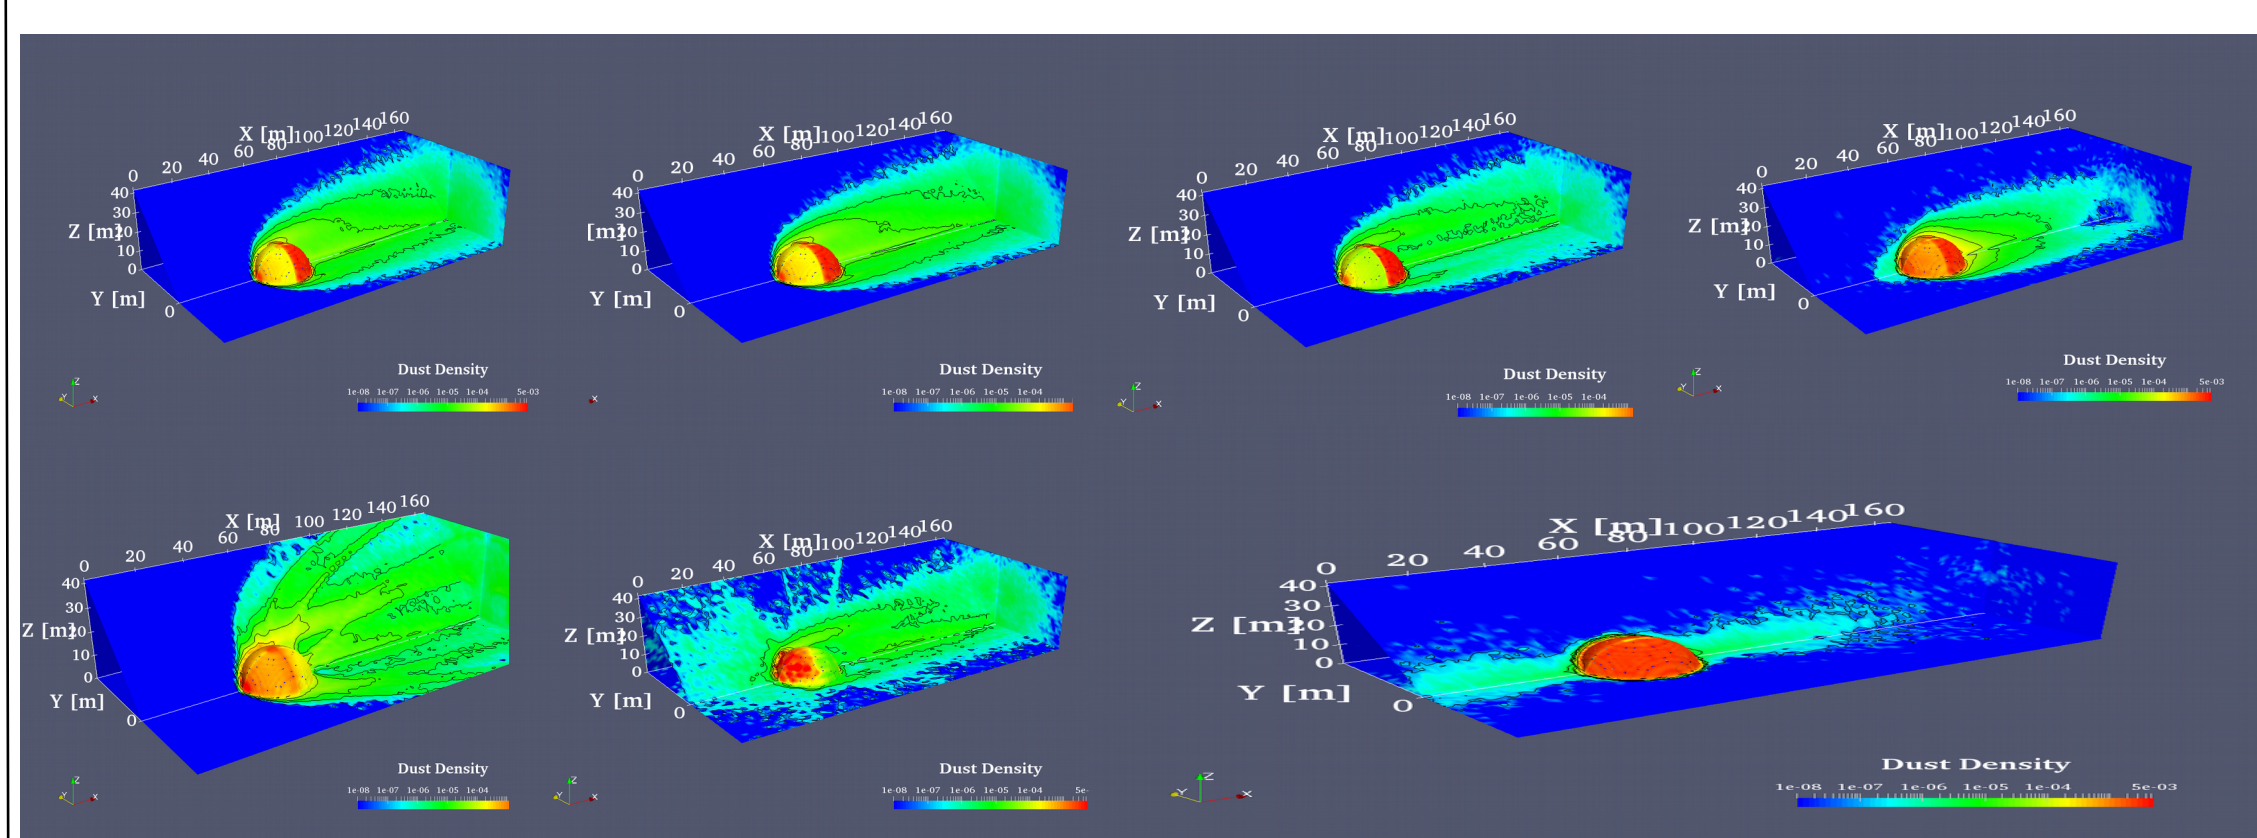 X [m]
0 20 40 60 80 100 120 140 160
Z [m]
40 30 20 10 0
Y [m]
0
Dust Density
1e-08 1e-07 1e-06 1e-05 1e-04 5e-03
Z
Y X
X [m]
0 20 40 60 80 100 120 140 160
[m]
40 30 20 10 0
Y [m]
0
Dust Density
1e-08 1e-07 1e-06 1e-05 1e-04
X
X [m]
0 20 40 60 80 100 120 140 160
Z [m]
40 30 20 10 0
Y [m]
0
Dust Density
1e-08 1e-07 1e-06 1e-05 1e-04
Z
Y X
X [m]
0 20 40 60 80 100 120 140 160
Z [m]
40 30 20 10 0
Y [m]
0
Dust Density
1e-08 1e-07 1e-06 1e-05 1e-04 5e-03
Z
Y X
X [m]
0 20 40 60 80 100 120 140 160
Z [m]
40 30 20 10 0
Y [m]
0
Dust Density
1e-08 1e-07 1e-06 1e-05 1e-04
Z
Y X
X [m]
0 20 40 60 80 100 120 140 160
Z [m]
40 30 20 10 0
Y [m]
0
Dust Density
1e-08 1e-07 1e-06 1e-05 1e-04 5e-
Z
Y X
X [m]
0 20 40 60 80 100 120 140 160
Z [m]
40 30 20 10 0
Y [m]
0
Dust Density
1e-08 1e-07 1e-06 1e-05 1e-04 5e-03
Z
Y X